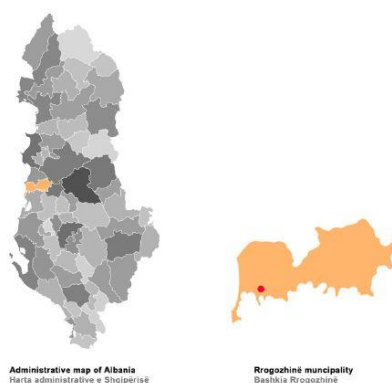 Administrative map of Albania
Harta administrative e Shqipërisë
Rrogozhinë muncipality
Bashkia Rrogozhinë